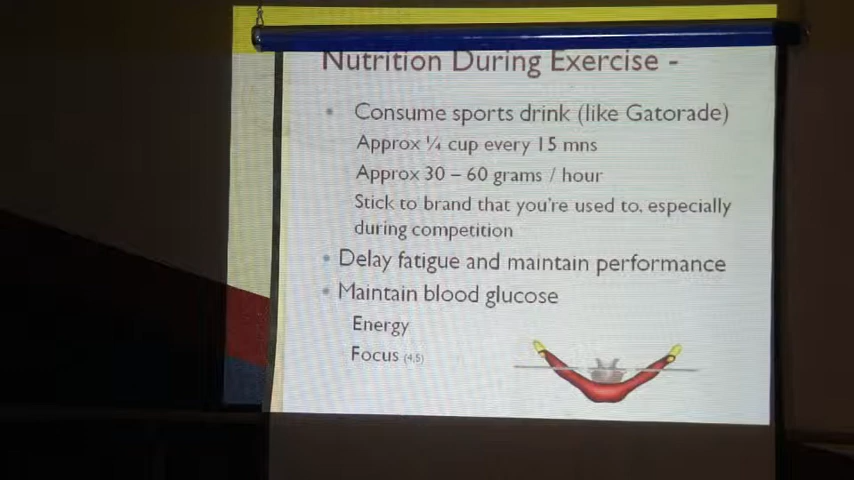 Nutrition During Exercise -
• Consume sports drink (like Gatorade)
Approx ¼ cup every 15 mns
Approx 30 – 60 grams / hour
Stick to brand that you're used to, especially
during competition
• Delay fatigue and maintain performance
• Maintain blood glucose
Energy
Focus (4,5)